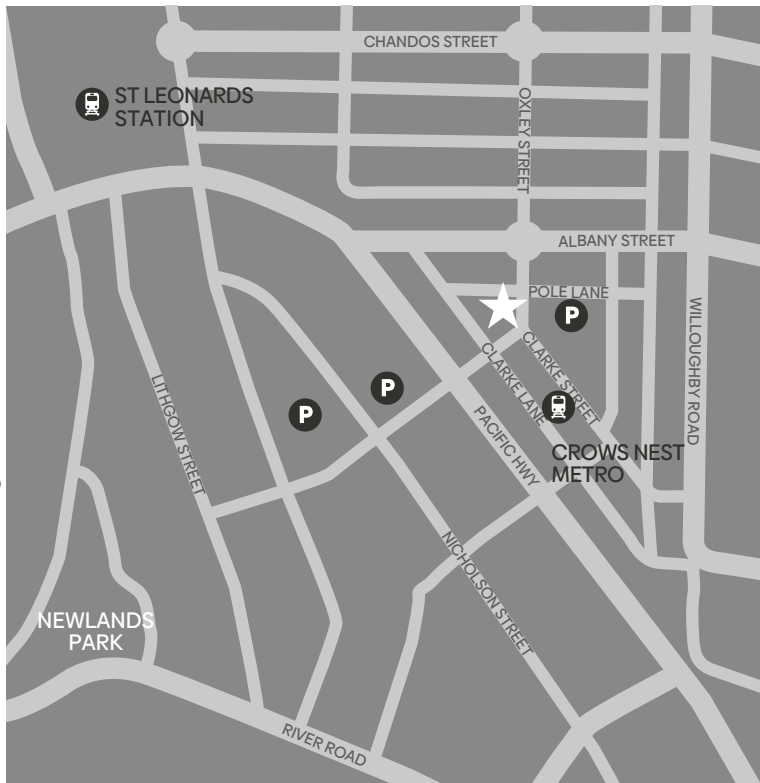 CHANDOS STREET
ST LEONARDS
STATION
OXLEY STREET
ALBANY STREET
POLE LANE
P
CLARKE STREET
CLARKE LANE
WILLOUGHBY ROAD
P
P
LITHGOW STREET
PACIFIC HWY
CROWS NEST
METRO
NICHOLSON STREET
NEWLANDS
PARK
RIVER ROAD